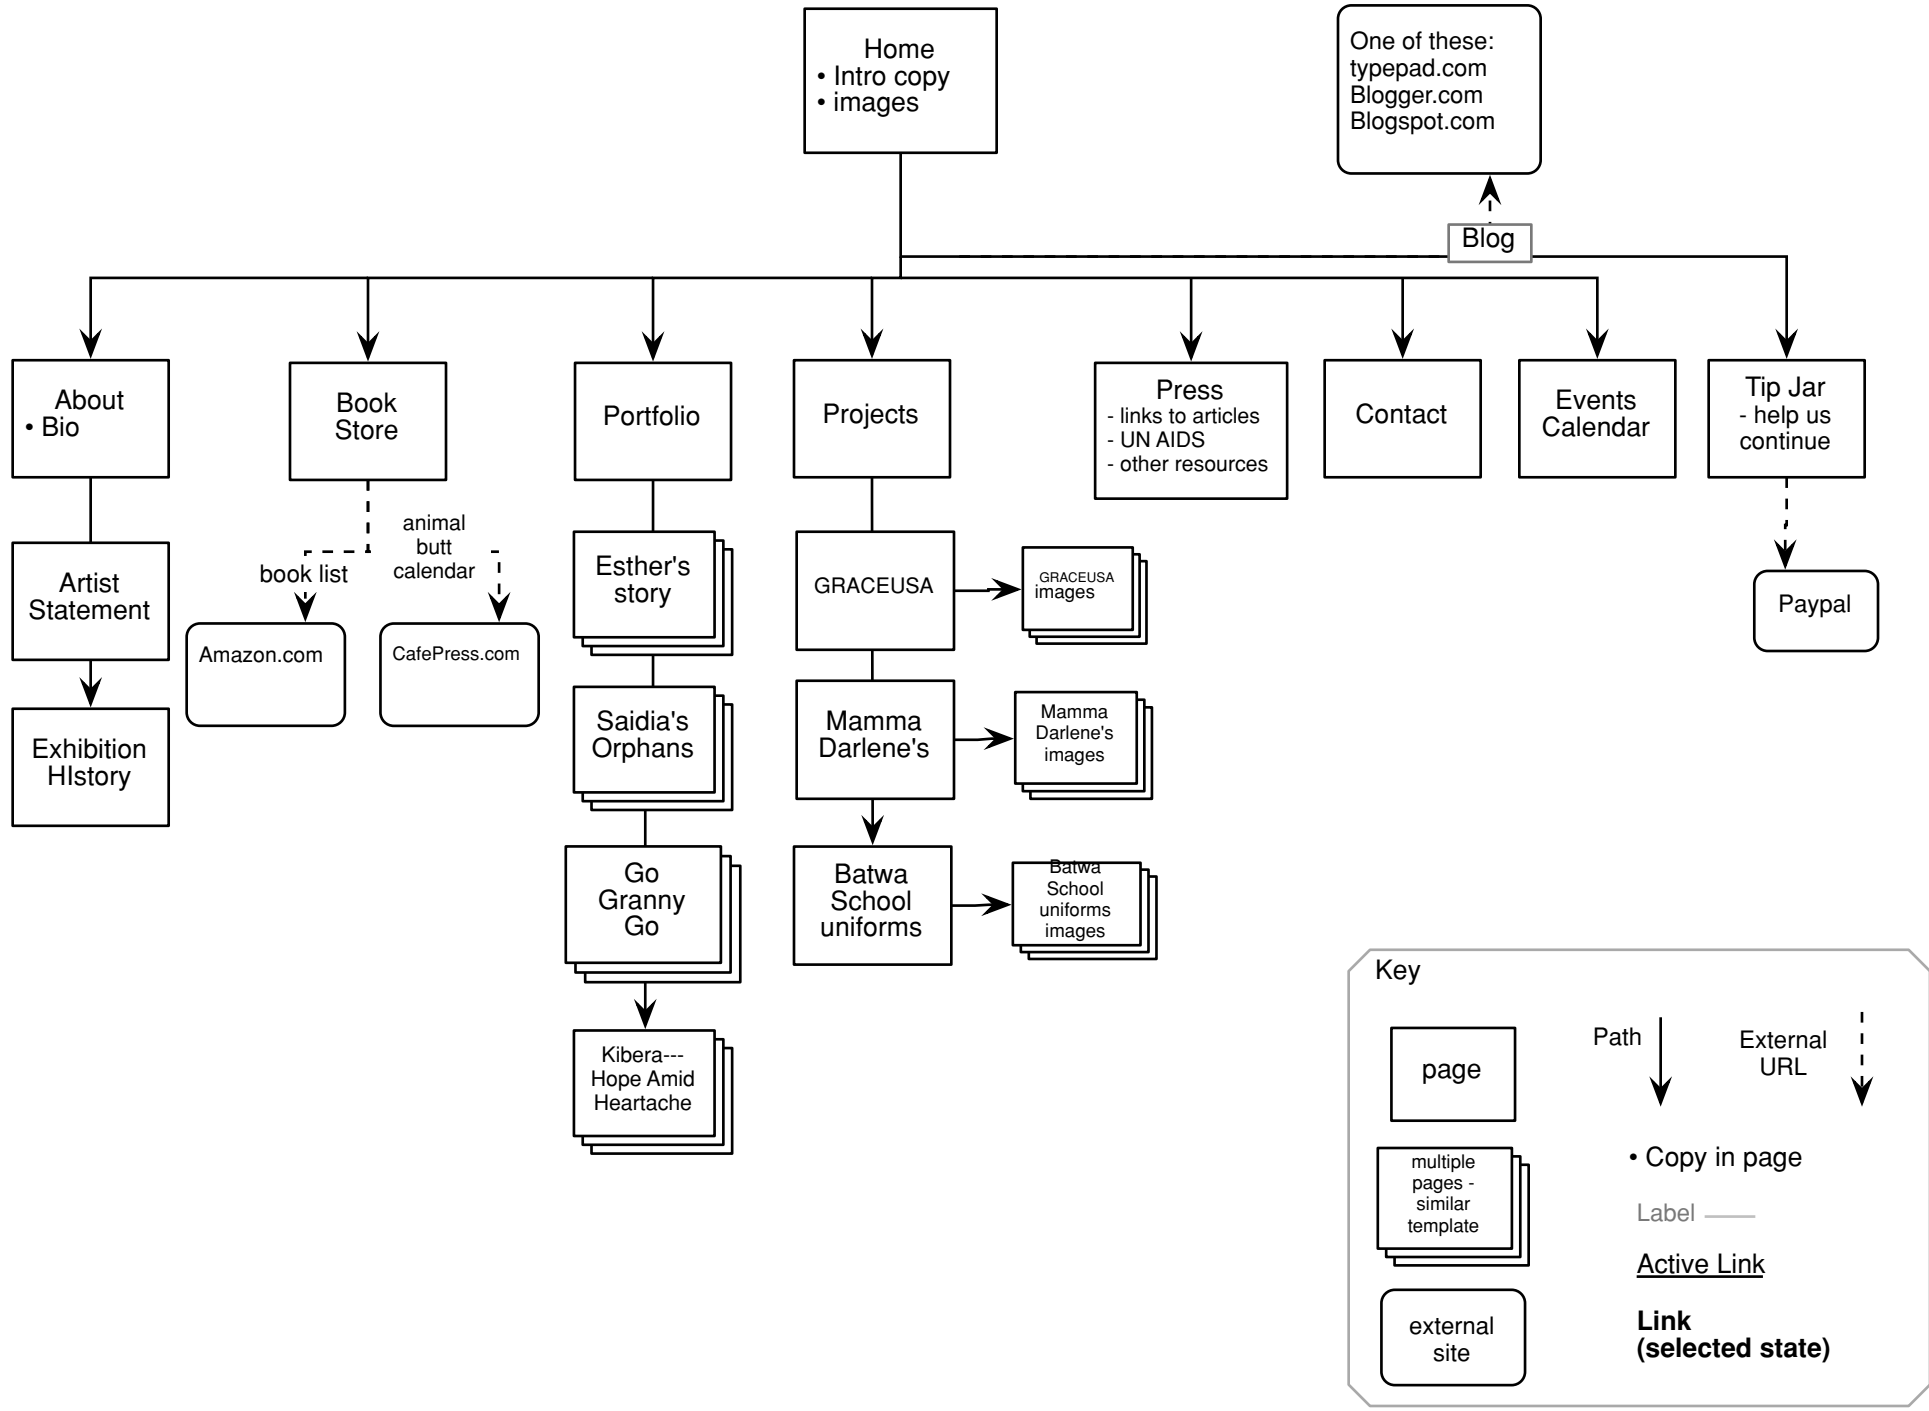 Home
• Intro copy
• images
One of these:
typepad.com
Blogger.com
Blogspot.com
Blog
About
• Bio
Book
Store
Portfolio
Projects
Press
- links to articles
- UN AIDS
- other resources
Contact
Events
Calendar
Tip Jar
- help us
continue
Artist
Statement
Exhibition
HIstory
book list
animal
butt
calendar
Amazon.com
CafePress.com
Esther's
story
Saidia's
Orphans
Go
Granny
Go
Kibera---
Hope Amid
Heartache
GRACEUSA
GRACEUSA
images
Mamma
Darlene's
Mamma
Darlene's
images
Batwa
School
uniforms
Batwa
School
uniforms
images
Paypal
Key
page
Path
External
URL
multiple
pages -
similar
template
• Copy in page
Label
Active Link
external
site
Link
(selected state)